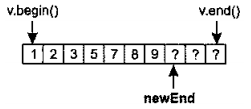 v.begin() v.end()
1 2 3 5 7 8 9 ? ? ?
newEnd